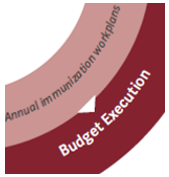 Annual immunization workplans
Budget Execution